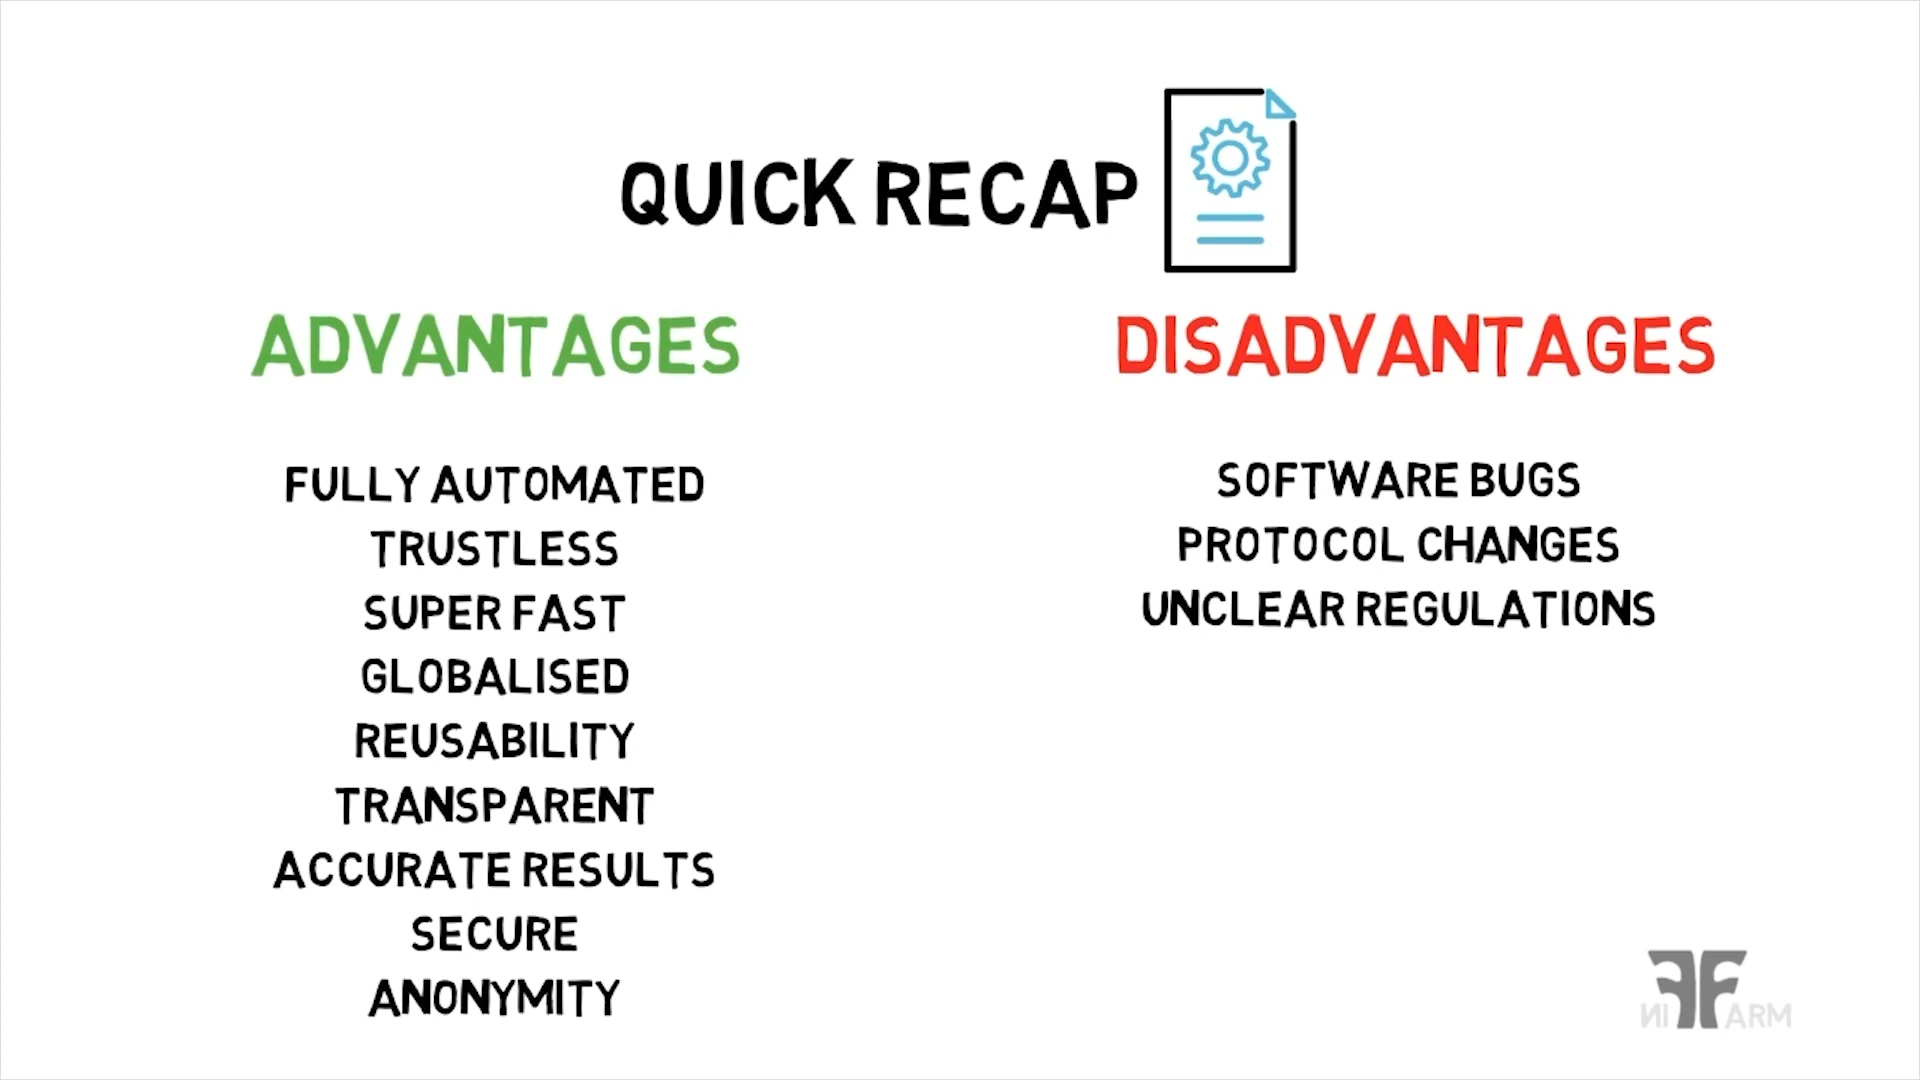 QUICK RECAP
ADVANTAGES
FULLY AUTOMATED
TRUSTLESS
SUPER FAST
GLOBALISED
REUSABILITY
TRANSPARENT
ACCURATE RESULTS
SECURE
ANONYMITY
DISADVANTAGES
SOFTWARE BUGS
PROTOCOL CHANGES
UNCLEAR REGULATIONS
FINFARM